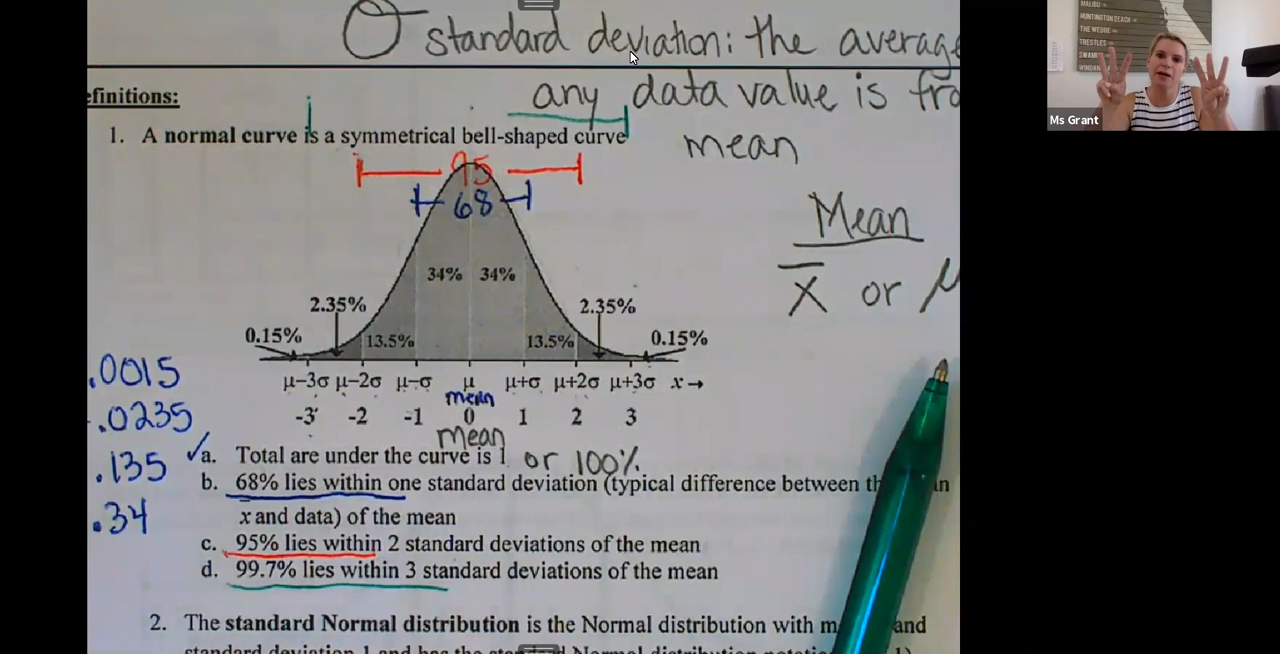 σ standard deviation: the average
any data value is fro
mean
efinitions:
1. A normal curve is a symmetrical bell-shaped curve
95
68
34% 34%
2.35% 2.35%
0.15% 13.5% 13.5% 0.15%
μ−3σ μ−2σ μ−σ μ μ+σ μ+2σ μ+3σ x→
mean
-3 -2 -1 0 1 2 3
mean
Mean
x̅ or μ
.0015
.0235
.135
.34
✓a. Total are under the curve is 1 or 100%
b. 68% lies within one standard deviation (typical difference between th n
x̅ and data) of the mean
c. 95% lies within 2 standard deviations of the mean
d. 99.7% lies within 3 standard deviations of the mean
2. The standard Normal distribution is the Normal distribution with m and
standard deviation 1 and has the
MALIBU
HUNTINGTON BEACH
THE WEDGE
TRESTLES
Ms Grant